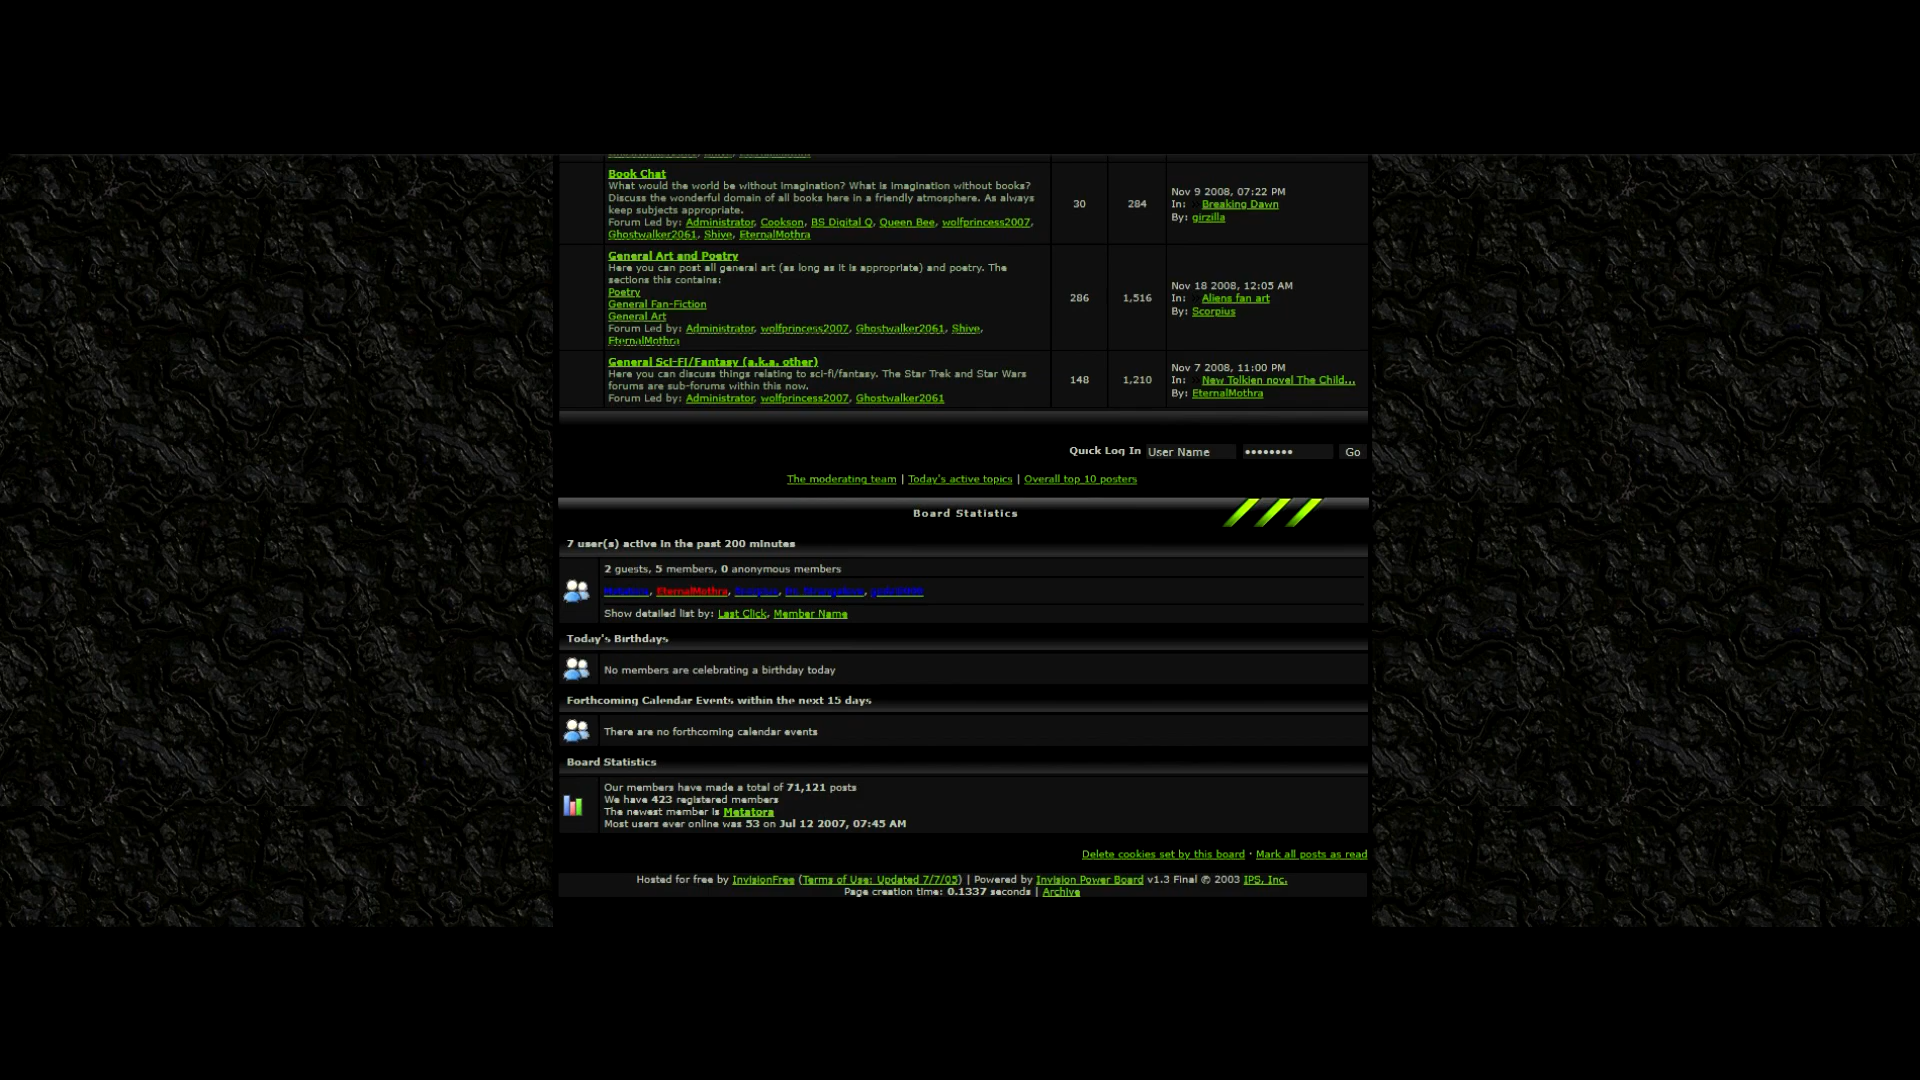 Book Chat
What would the world be without imagination? What is imagination without books?
Discuss the wonderful domain of all books here in a friendly atmosphere. As always
keep subjects appropriate.
Forum Led by: Administrator, Cookson, BS Digital Q, Queen Bee, wolfprincess2007,
Ghostwalker2061, Shive, EternalMothra
30
284
Nov 9 2008, 07:22 PM
In: Breaking Dawn
By: girzilla
General Art and Poetry
Here you can post all general art (as long as it is appropriate) and poetry. The
sections this contains:
Poetry
General Fan-Fiction
General Art
Forum Led by: Administrator, wolfprincess2007, Ghostwalker2061, Shive,
EternalMothra
286
1,516
Nov 18 2008, 12:05 AM
In: Aliens fan art
By: Scorpius
General Sci-Fi/Fantasy (a.k.a. other)
Here you can discuss things relating to sci-fi/fantasy. The Star Trek and Star Wars
forums are sub-forums within this now.
Forum Led by: Administrator, wolfprincess2007, Ghostwalker2061
148
1,210
Nov 7 2008, 11:00 PM
In: New Tolkien novel The Child...
By: EternalMothra
Quick Log In User Name •••••••• Go
The moderating team | Today's active topics | Overall top 10 posters
Board Statistics
7 user(s) active in the past 200 minutes
2 guests, 5 members, 0 anonymous members
Metatora, EternalMothra, Scorpius,
Show detailed list by: Last Click, Member Name
Today's Birthdays
No members are celebrating a birthday today
Forthcoming Calendar Events within the next 15 days
There are no forthcoming calendar events
Board Statistics
Our members have made a total of 71,121 posts
We have 423 registered members
The newest member is Metatora
Most users ever online was 53 on Jul 12 2007, 07:45 AM
Delete cookies set by this board · Mark all posts as read
Hosted for free by InvisionFree (Terms of Use: Updated 7/7/05) | Powered by Invision Power Board v1.3 Final © 2003 IPS, Inc.
Page creation time: 0.1337 seconds | Archive